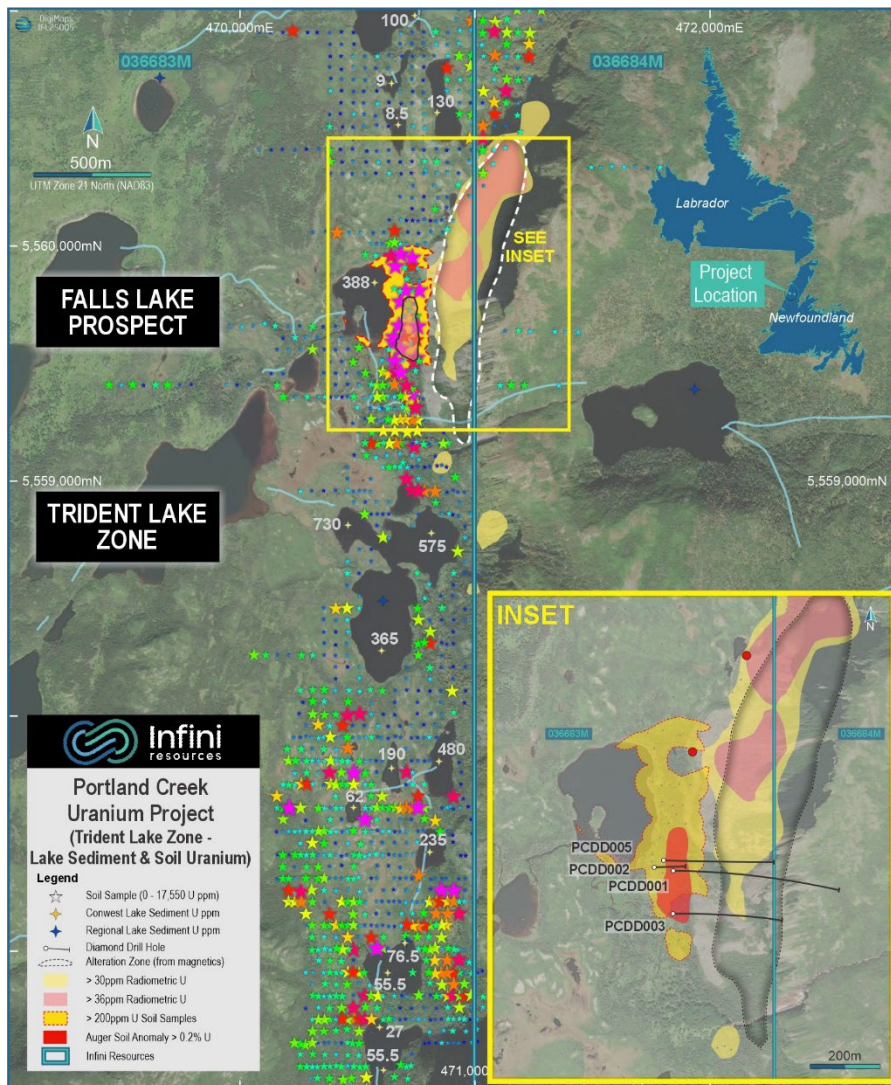 DigiMaps
IFL25005
470,000mE
472,000mE
100
036683M
036684M
9
8.5
130
N
500m
UTM Zone 21 North (NAD83)
Labrador
5,560,000mN
SEE
INSET
Project
Location
388
Newfoundland
FALLS LAKE
PROSPECT
5,559,000mN
5,559,000mN
TRIDENT LAKE
ZONE
730
575
365
INSET
N
036683M
036684M
Infini
resources
190
480
62
235
Portland Creek
Uranium Project
(Trident Lake Zone -
Lake Sediment & Soil Uranium)
Legend
Soil Sample (0 - 17,550 U ppm)
Conwest Lake Sediment U ppm
Regional Lake Sediment U ppm
Diamond Drill Hole
Alteration Zone (from magnetics)
> 30ppm Radiometric U
> 36ppm Radiometric U
> 200ppm U Soil Samples
Auger Soil Anomaly > 0.2% U
Infini Resources
PCDD005
PCDD002
PCDD001
PCDD003
76.5
55.5
27
55.5
471,000
200m